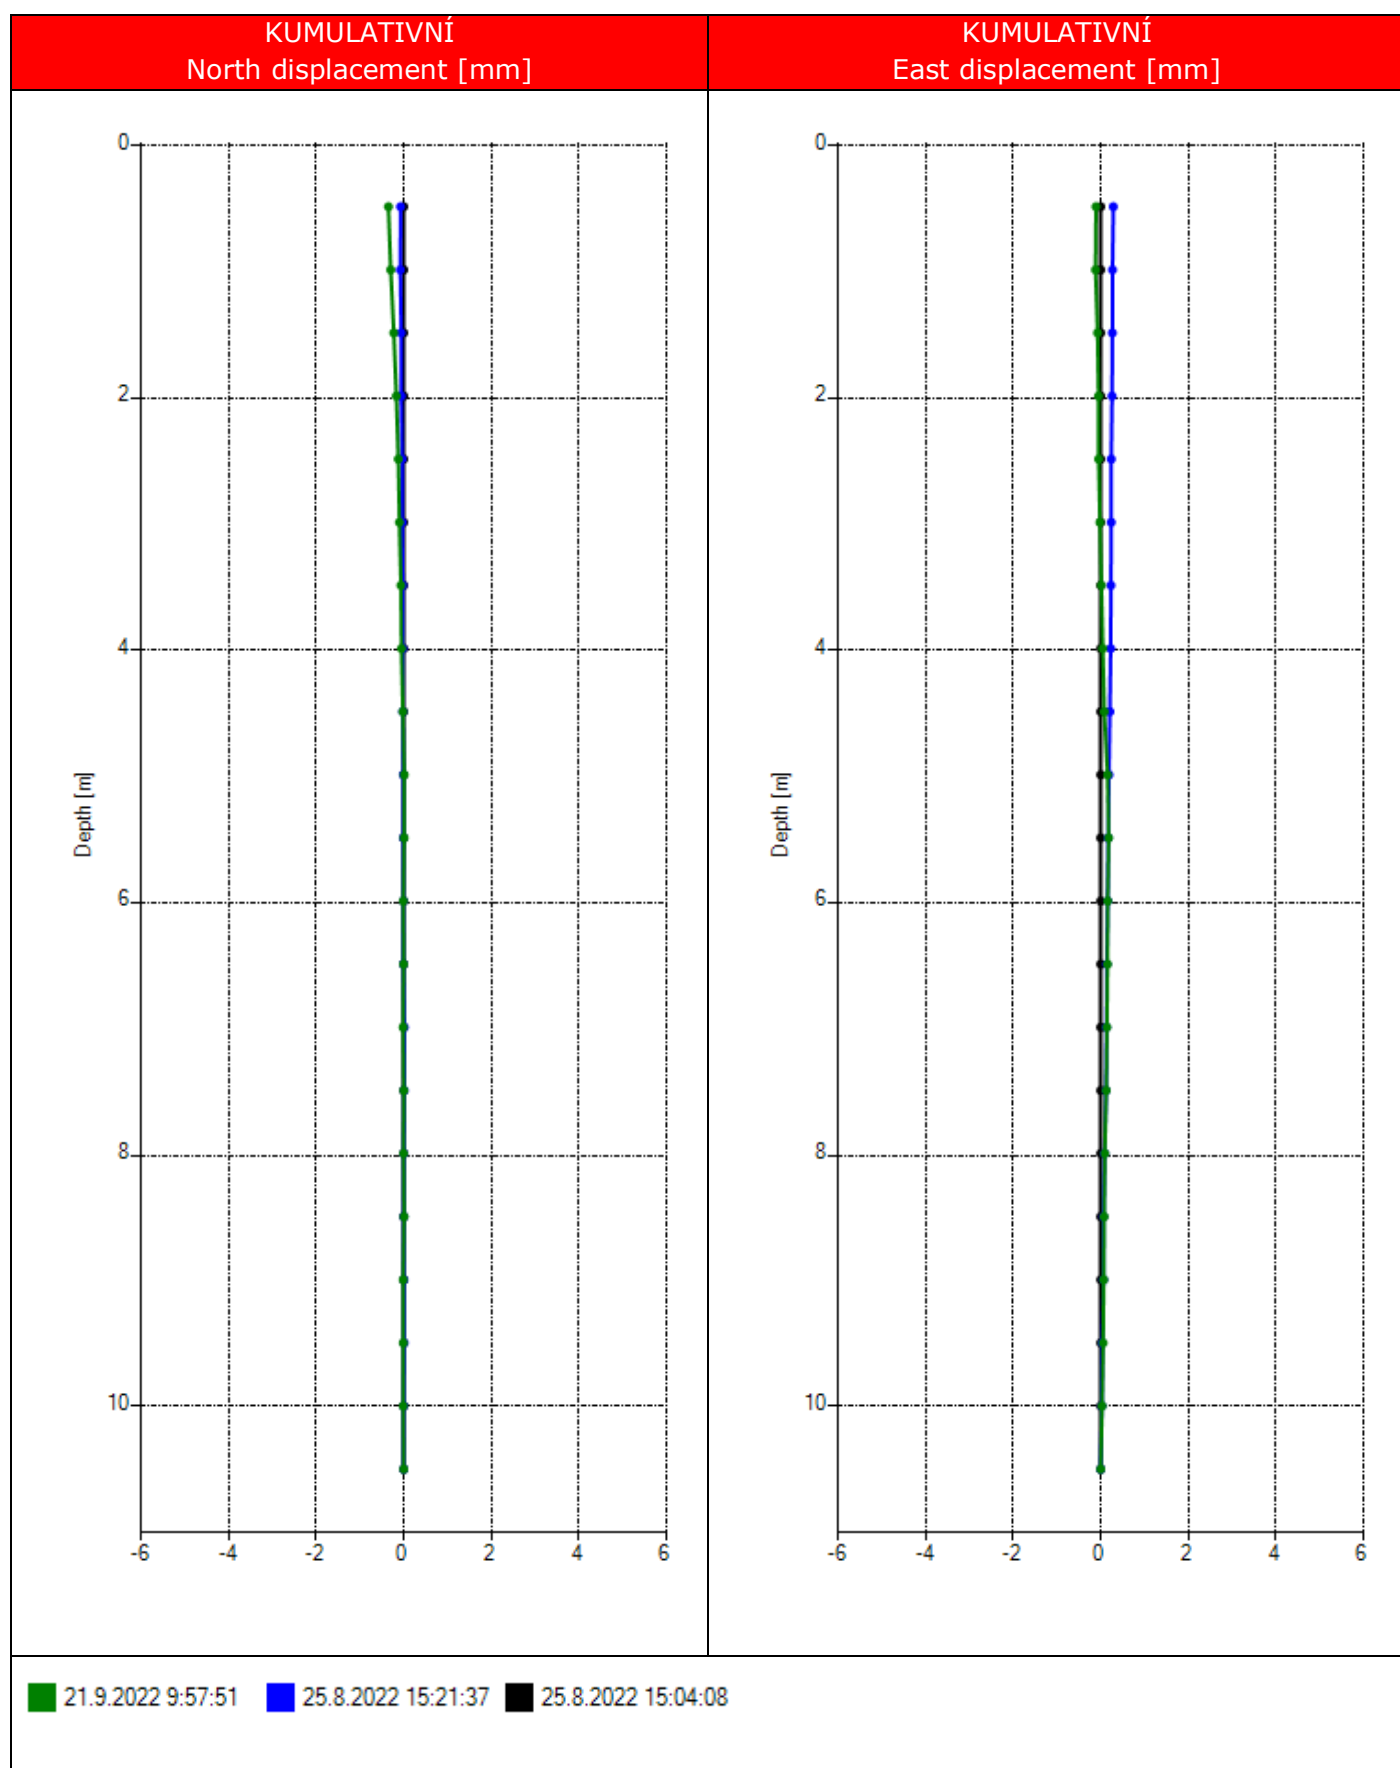 KUMULATIVNÍ
North displacement [mm]
KUMULATIVNÍ
East displacement [mm]
0
2
4
6
8
10
Depth [m]
-6 -4 -2 0 2 4 6
0
2
4
6
8
10
Depth [m]
-6 -4 -2 0 2 4 6
21.9.2022 9:57:51 25.8.2022 15:21:37 25.8.2022 15:04:08